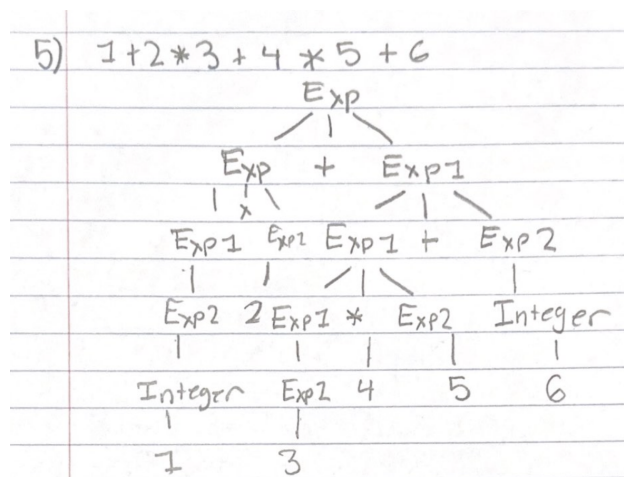 5) 1+2*3+4*5+6
Exp
Exp + Exp1
x
Exp1 Exp2 Exp1 + Exp2
Exp2 2 Exp1 * Exp2 Integer
Integer Exp2 4 5 6
1 3